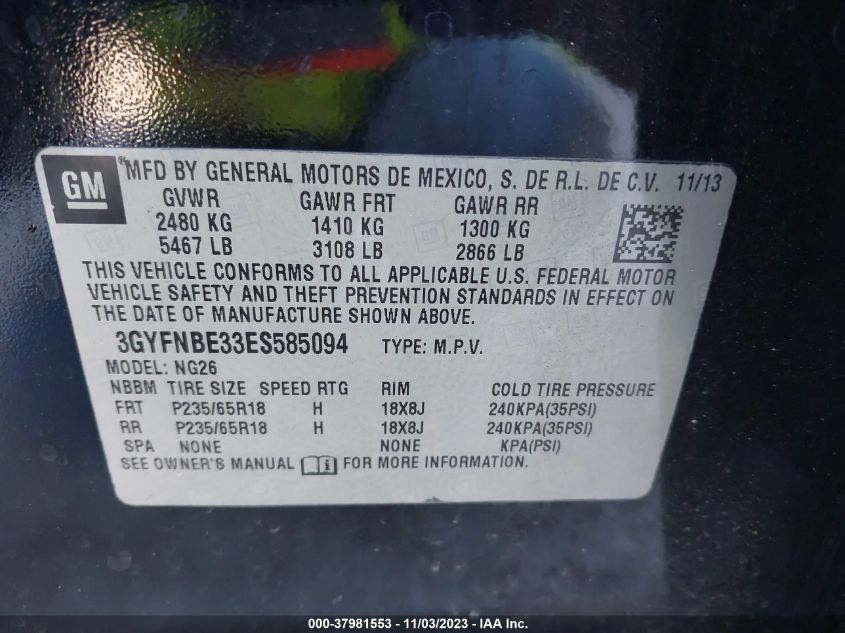 GM
®MFD BY GENERAL MOTORS DE MEXICO, S. DE R.L. DE C.V. 11/13
GVWR GAWR FRT GAWR RR
2480 KG 1410 KG 1300 KG
5467 LB 3108 LB 2866 LB
THIS VEHICLE CONFORMS TO ALL APPLICABLE U.S. FEDERAL MOTOR
VEHICLE SAFETY AND THEFT PREVENTION STANDARDS IN EFFECT ON
THE DATE OF MANUFACTURE SHOWN ABOVE.
3GYFNBE33ES585094 TYPE: M.P.V.
MODEL: NG26
NBBM TIRE SIZE SPEED RTG RIM COLD TIRE PRESSURE
FRT P235/65R18 H 18X8J 240KPA(35PSI)
RR P235/65R18 H 18X8J 240KPA(35PSI)
SPA NONE NONE KPA(PSI)
SEE OWNER'S MANUAL i FOR MORE INFORMATION.
000-37981553 - 11/03/2023 - IAAI Inc.